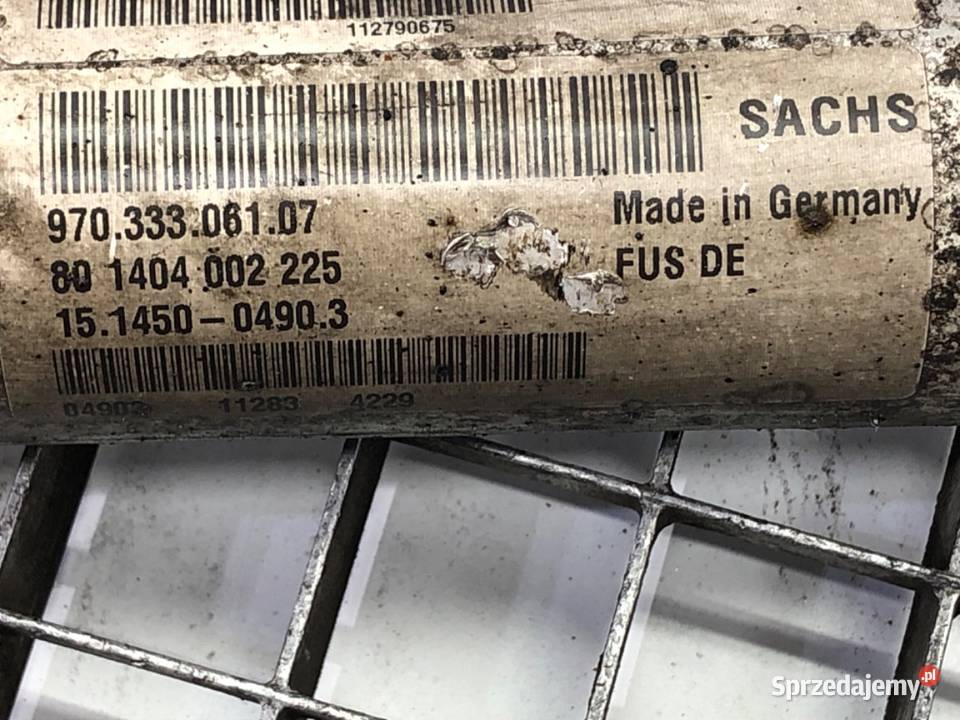 112790675
SACHS
970.333.061.07
Made in Germany
80 1404 002 225
FUS DE
15.1450-0490.3
04903 11283 4229
Sprzedajemy.pl